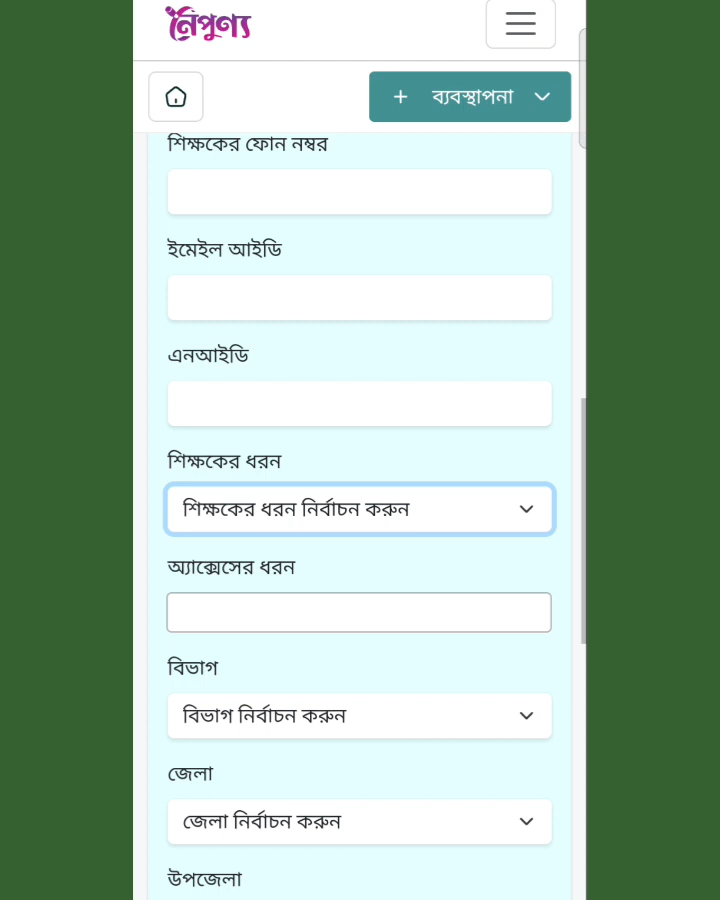 নৈপুণ্য
+ ব্যবস্থাপনা
শিক্ষকের ফোন নম্বর
ইমেইল আইডি
এনআইডি
শিক্ষকের ধরন
শিক্ষকের ধরন নির্বাচন করুন
অ্যাক্সেসের ধরন
বিভাগ
বিভাগ নির্বাচন করুন
জেলা
জেলা নির্বাচন করুন
উপজেলা